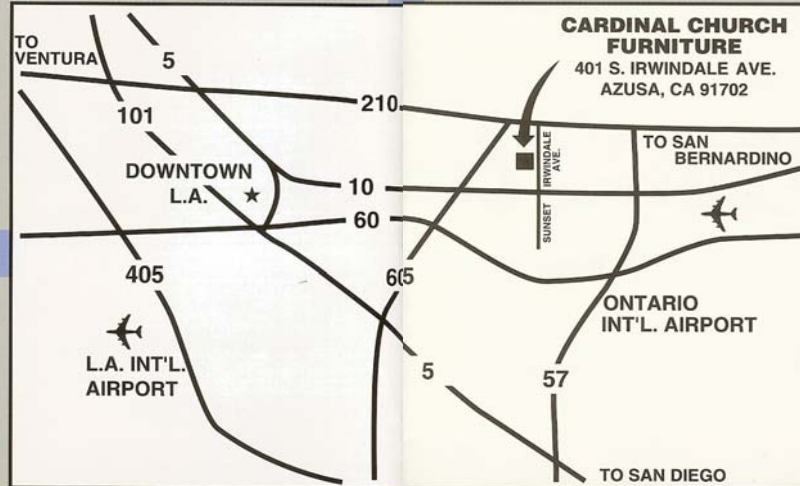 CARDINAL CHURCH
FURNITURE
401 S. IRWINDALE AVE.
AZUSA, CA 91702
TO
VENTURA
5
101
210
DOWNTOWN
L.A.
10
60
TO SAN
BERNARDINO
IRWINDALE
AVE.
SUNSET
405
605
ONTARIO
INT'L. AIRPORT
L.A. INT'L.
AIRPORT
5
57
TO SAN DIEGO